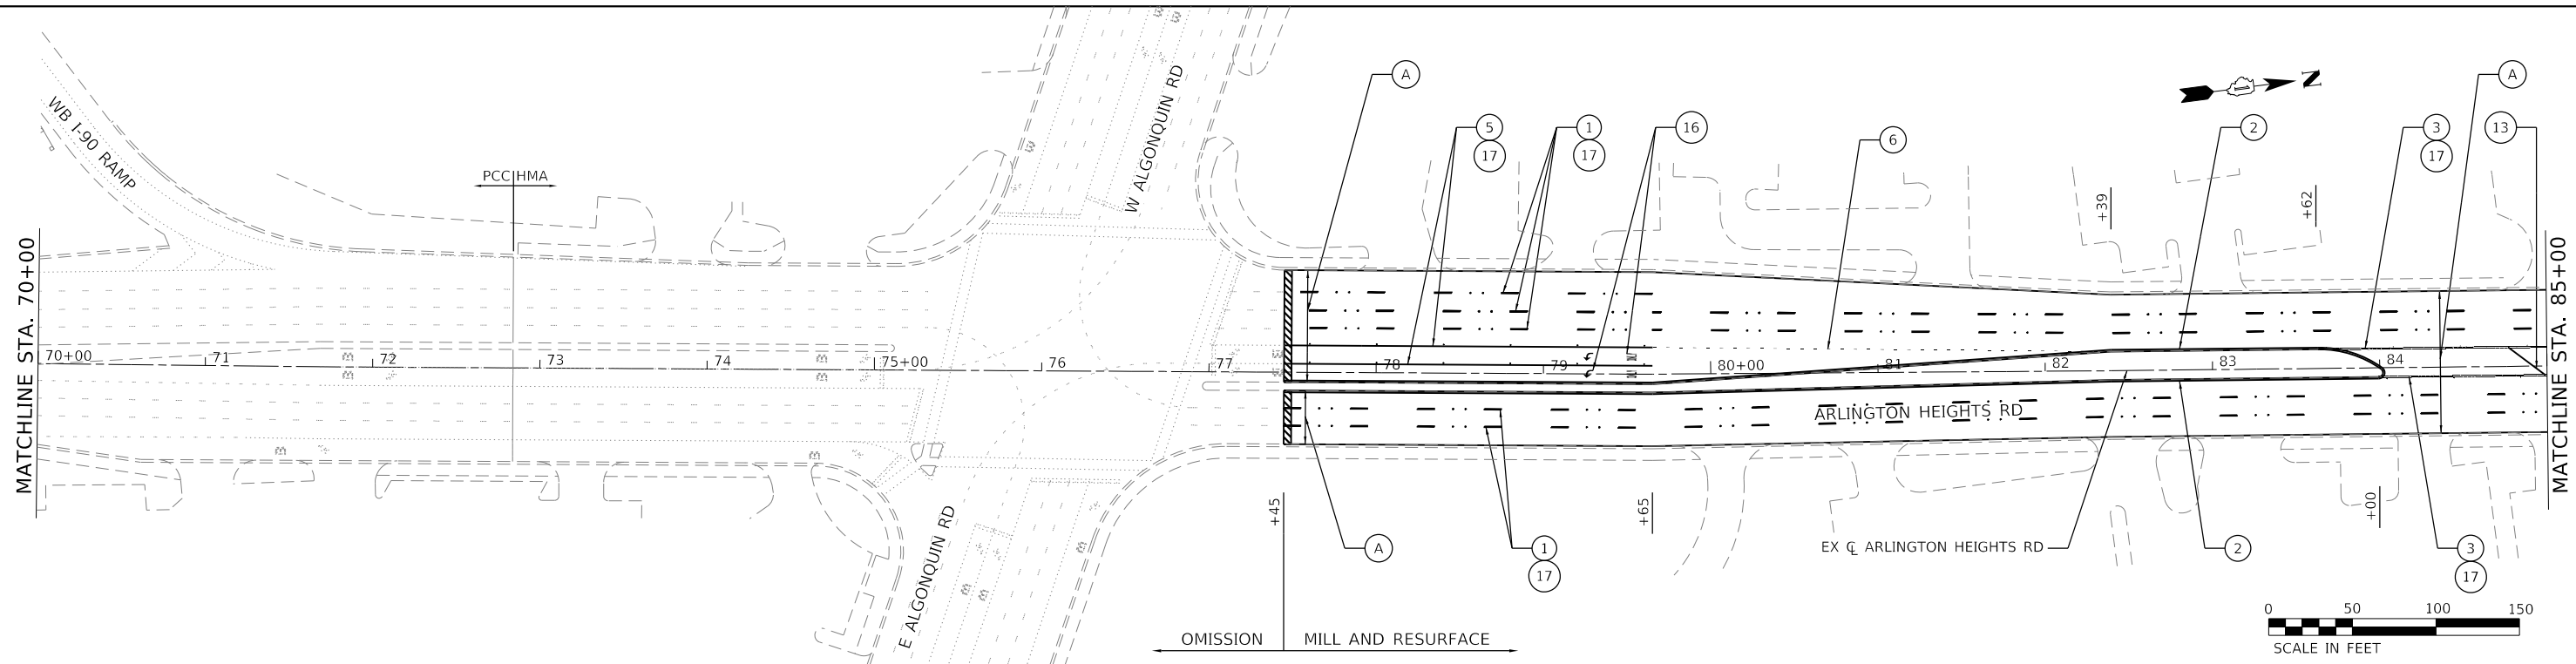 MATCHLINE STA. 70+00
WB I-90 RAMP
PCC HMA
W ALGONQUIN RD
E ALGONQUIN RD
A
5
17
1
17
16
6
2
3
17
A
13
N
+39
+62
70+00
71
72
73
74
75+00
76
77
78
79
80+00
81
82
83
84
ARLINGTON HEIGHTS RD
+45
+65
+00
A
1
17
EX ℄ ARLINGTON HEIGHTS RD
2
3
17
OMISSION
MILL AND RESURFACE
0 50 100 150
SCALE IN FEET
MATCHLINE STA. 85+00